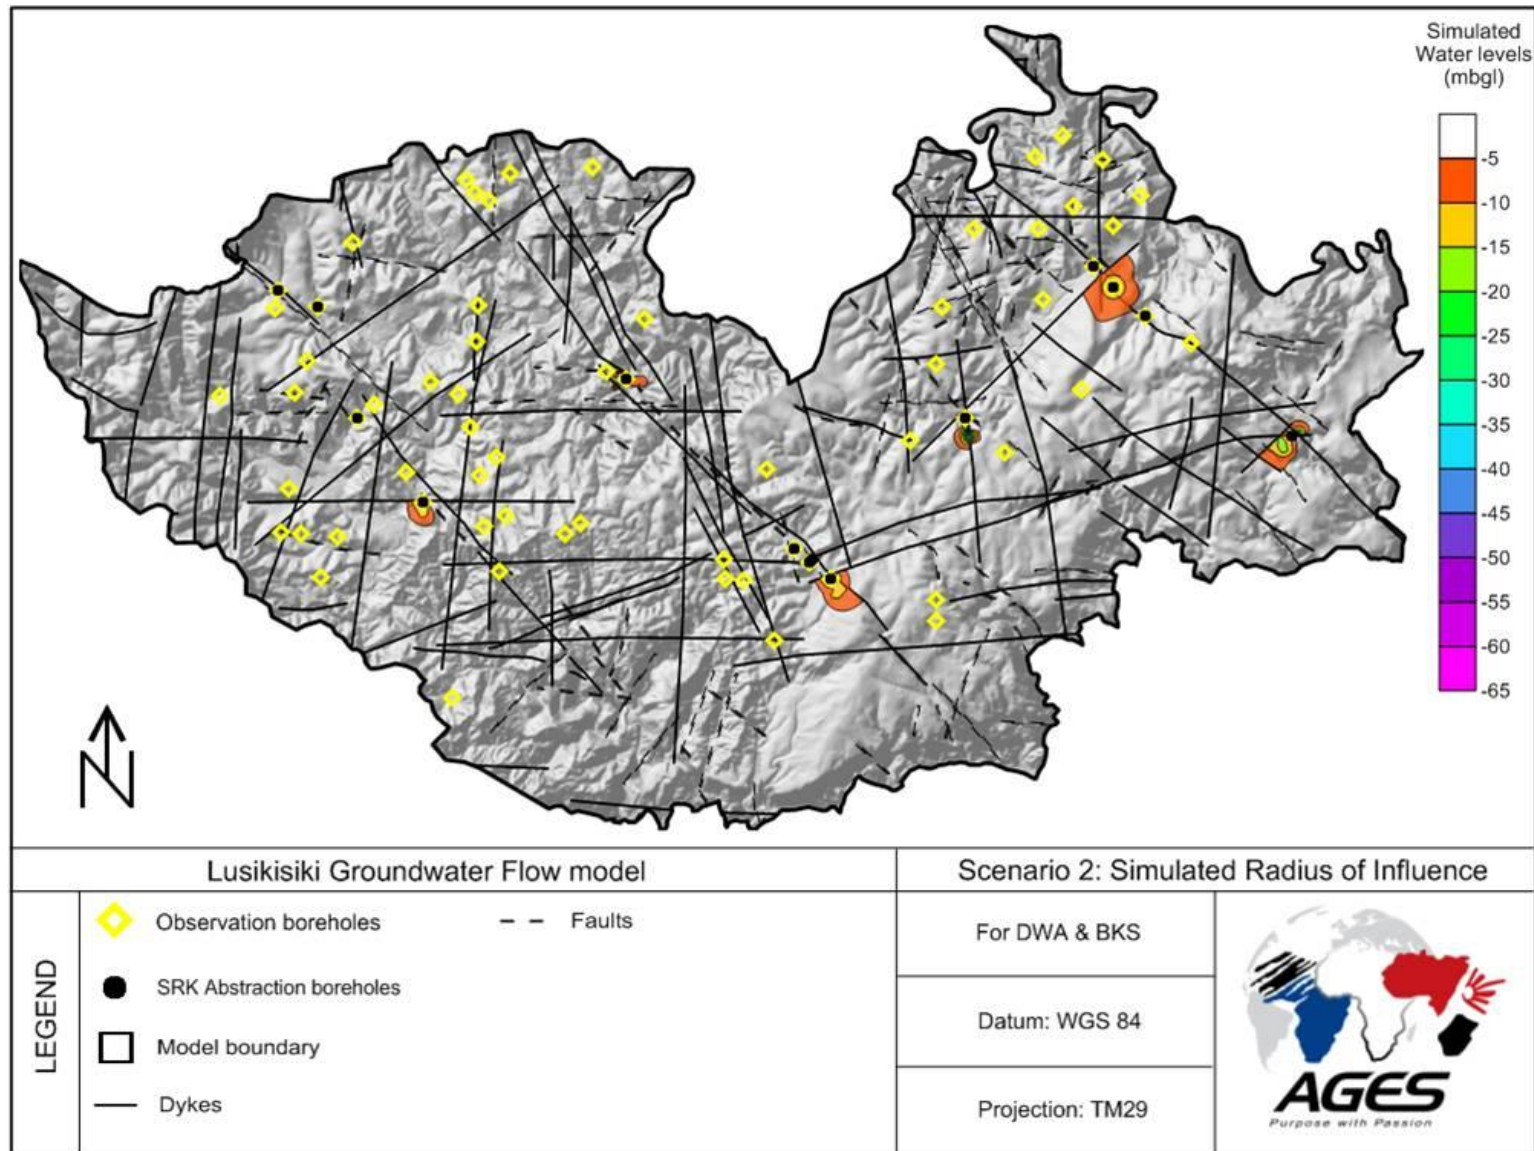 Simulated
Water levels
(mbgl)
-5
-10
-15
-20
-25
-30
-35
-40
-45
-50
-55
-60
-65
N
Lusikisiki Groundwater Flow model
Scenario 2: Simulated Radius of Influence
LEGEND
Observation boreholes
Faults
SRK Abstraction boreholes
Model boundary
Dykes
For DWA & BKS
Datum: WGS 84
Projection: TM29
AGES
Purpose with Passion